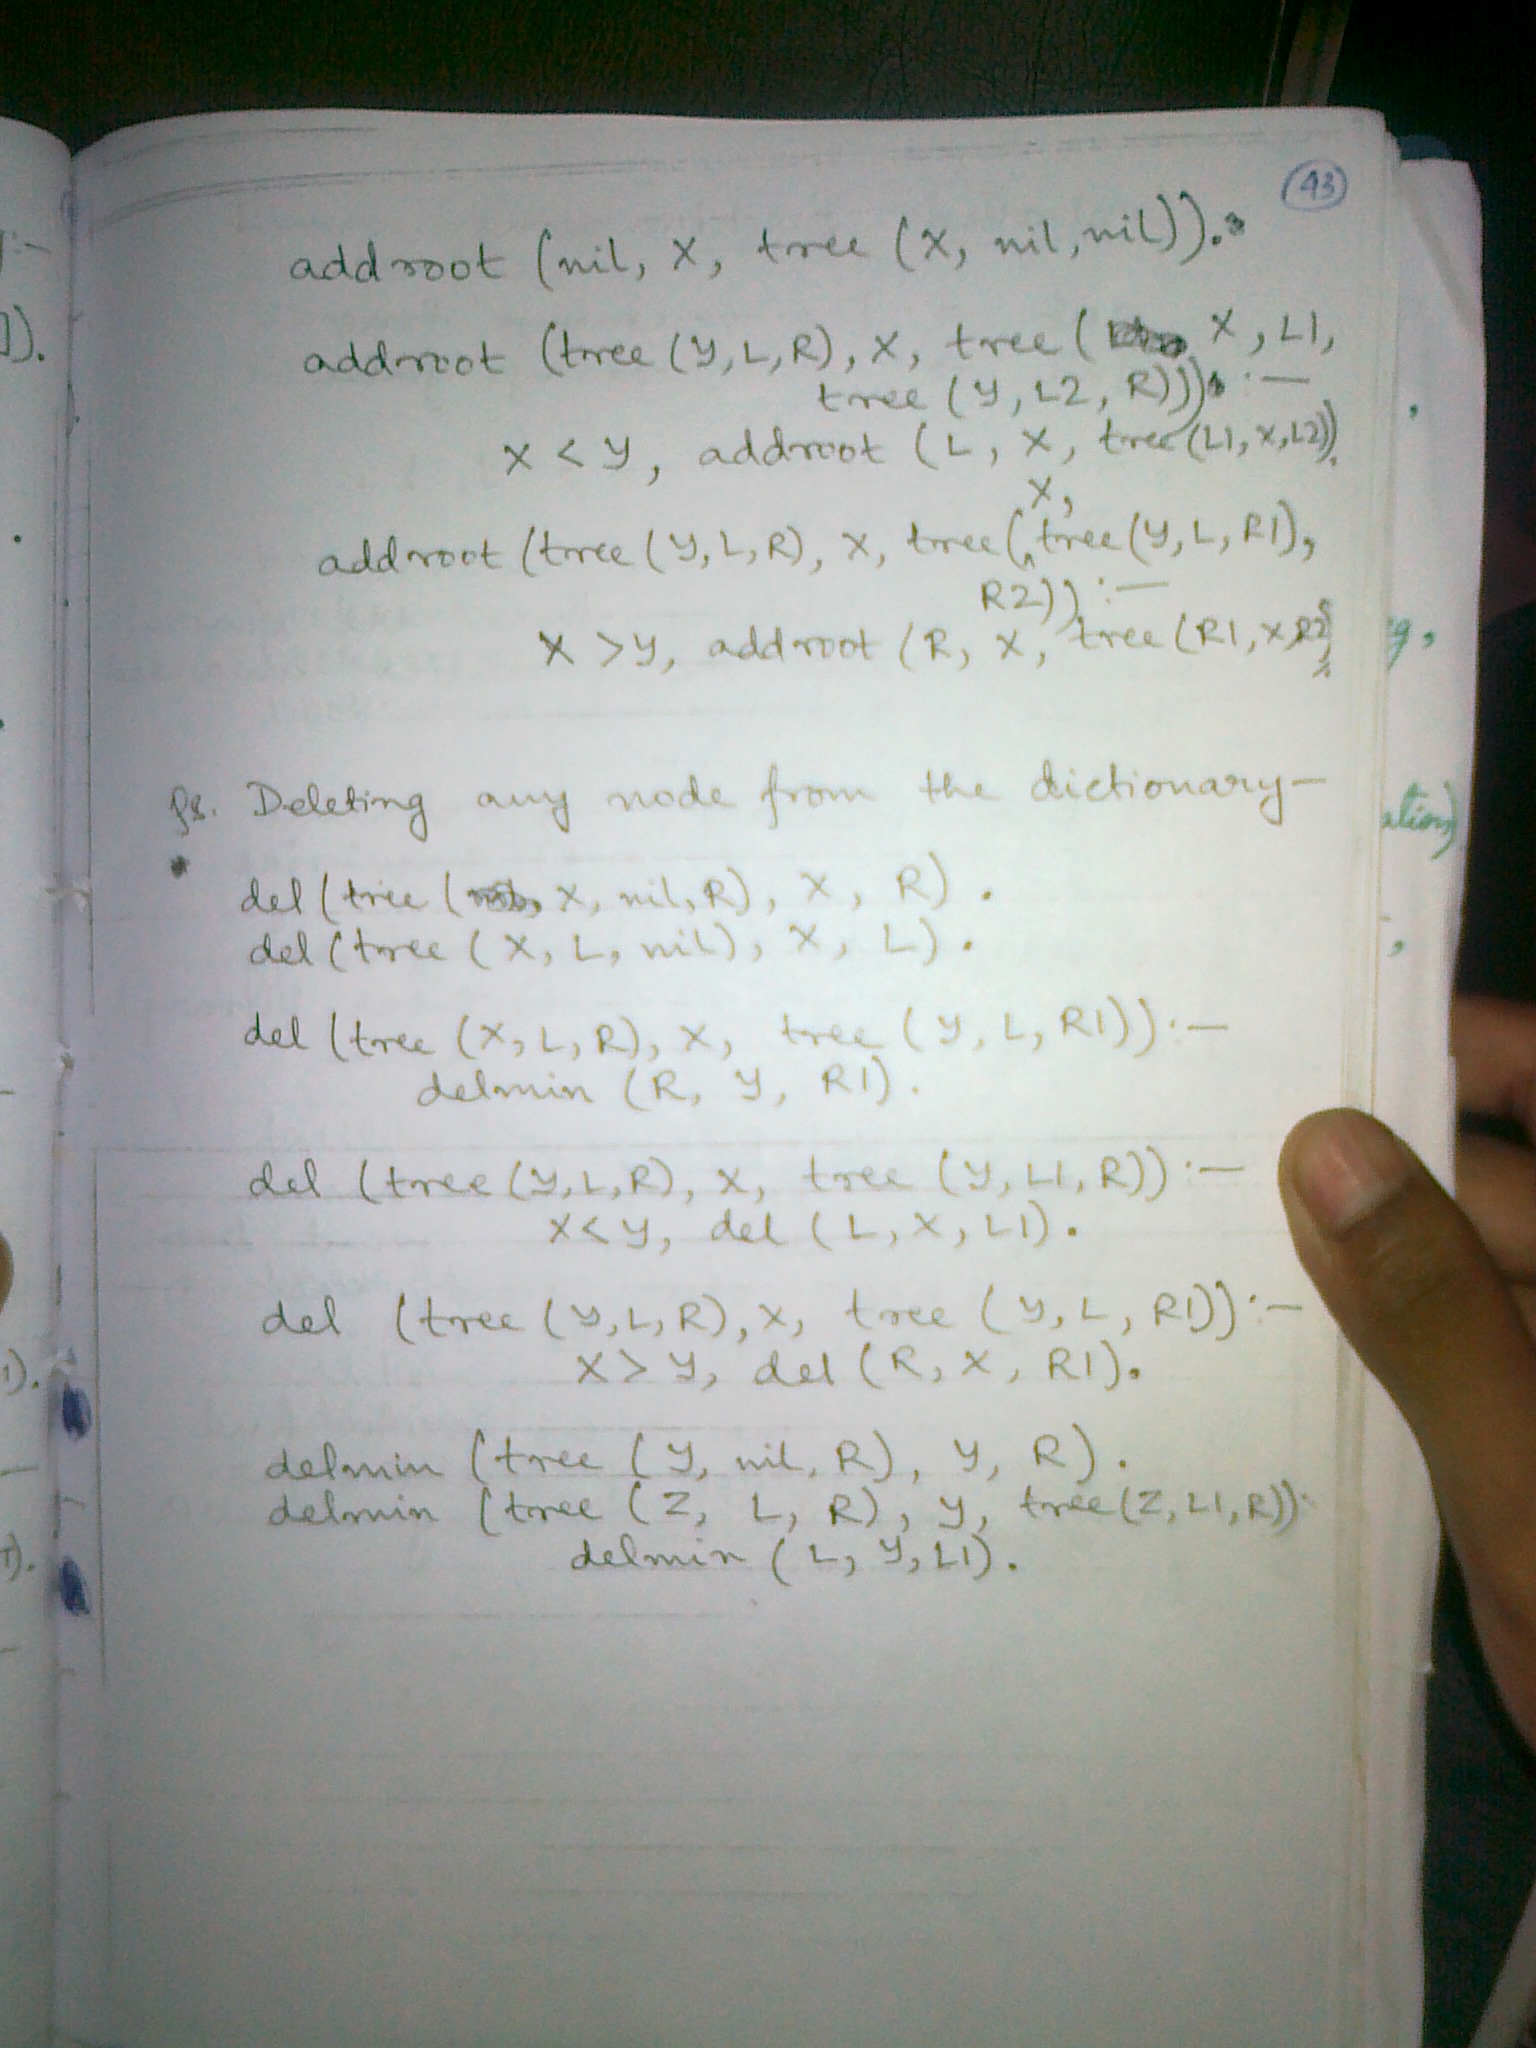 43
addroot (nil, X, tree (X, nil, nil)).
addroot (tree (Y, L, R), X, tree ( X, L1,
tree (Y, L2, R))) :—
X < Y, addroot (L, X, tree (L1, X, L2)).
X,
addroot (tree (Y, L, R), X, tree ( tree (Y, L, R1),
R2)) :—
X > Y, addroot (R, X, tree (R1, X, R2)
P8. Deleting any node from the dictionary—
del (tree ( X, nil, R), X, R).
del (tree (X, L, nil), X, L).
del (tree (X, L, R), X, tree (Y, L, R1)) :—
delmin (R, Y, R1).
del (tree (Y, L, R), X, tree (Y, L1, R)) :—
X < Y, del (L, X, L1).
del (tree (Y, L, R), X, tree (Y, L, R1)) :—
X > Y, del (R, X, R1).
delmin (tree (Y, nil, R), Y, R).
delmin (tree (Z, L, R), Y, tree (Z, L1, R)) :
delmin (L, Y, L1).